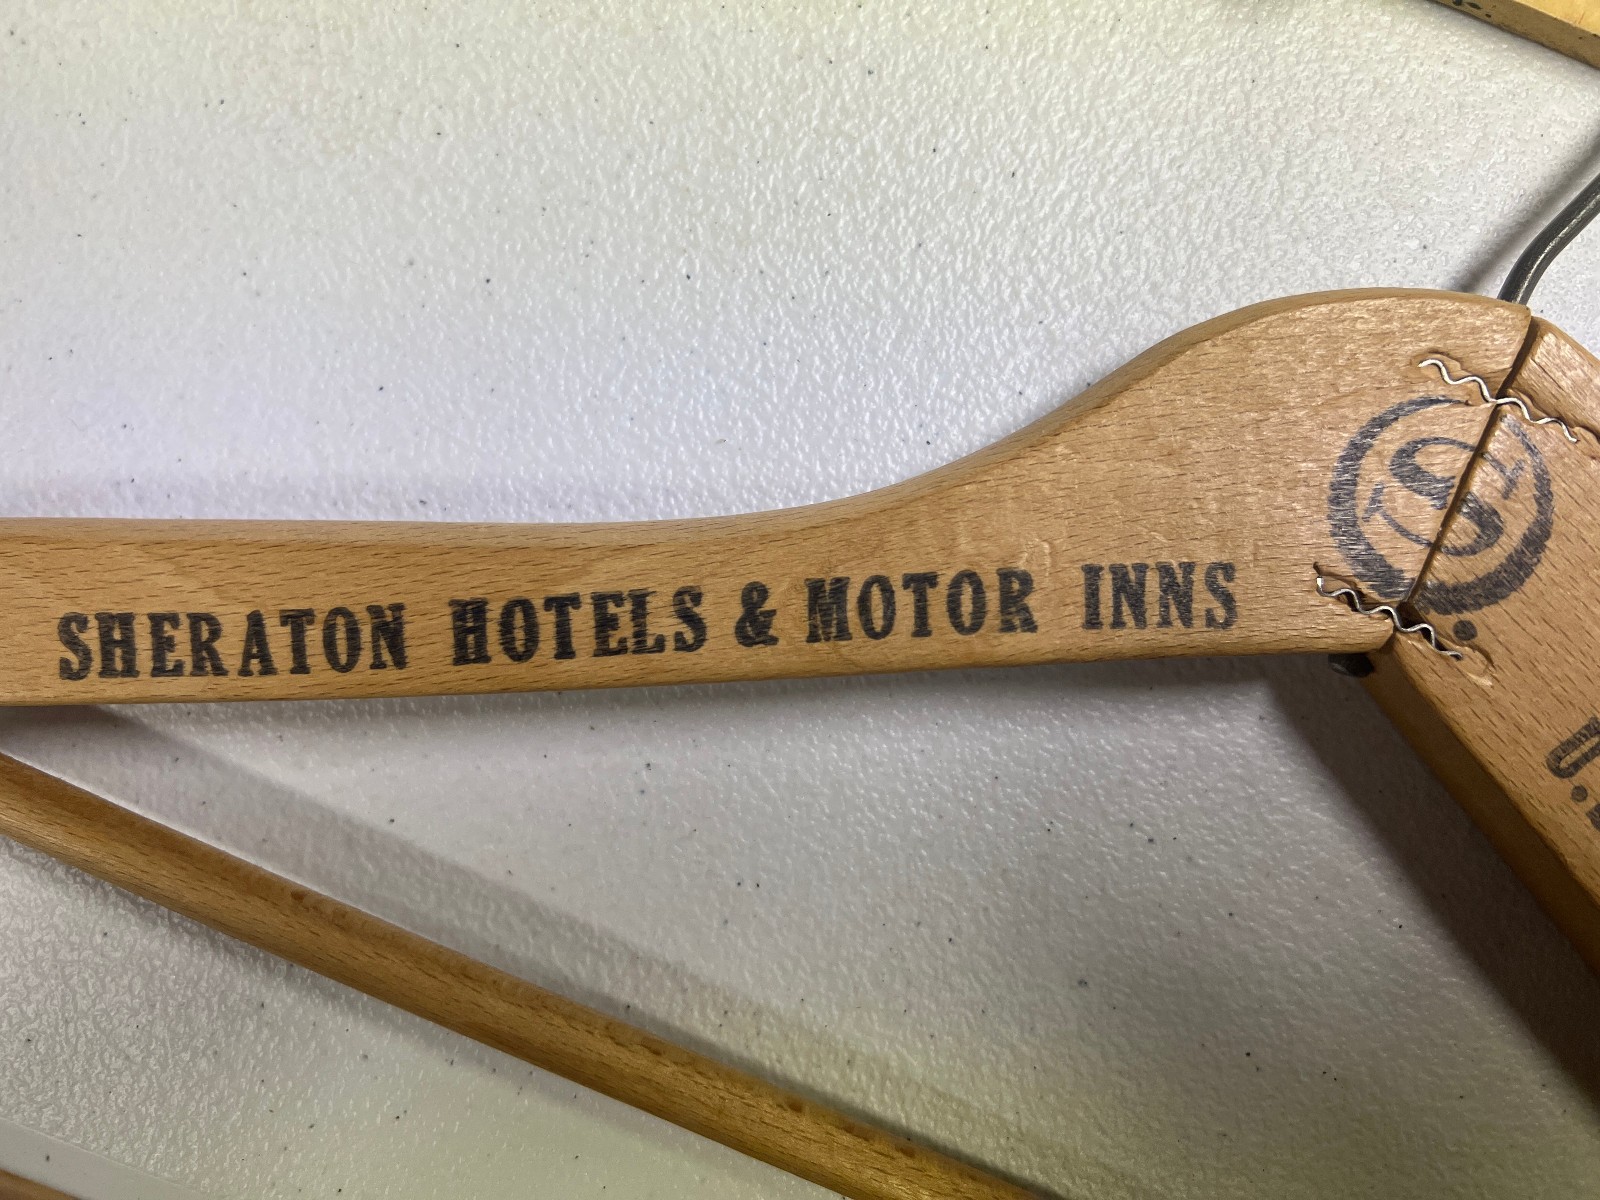 SHERATON HOTELS & MOTOR INNS